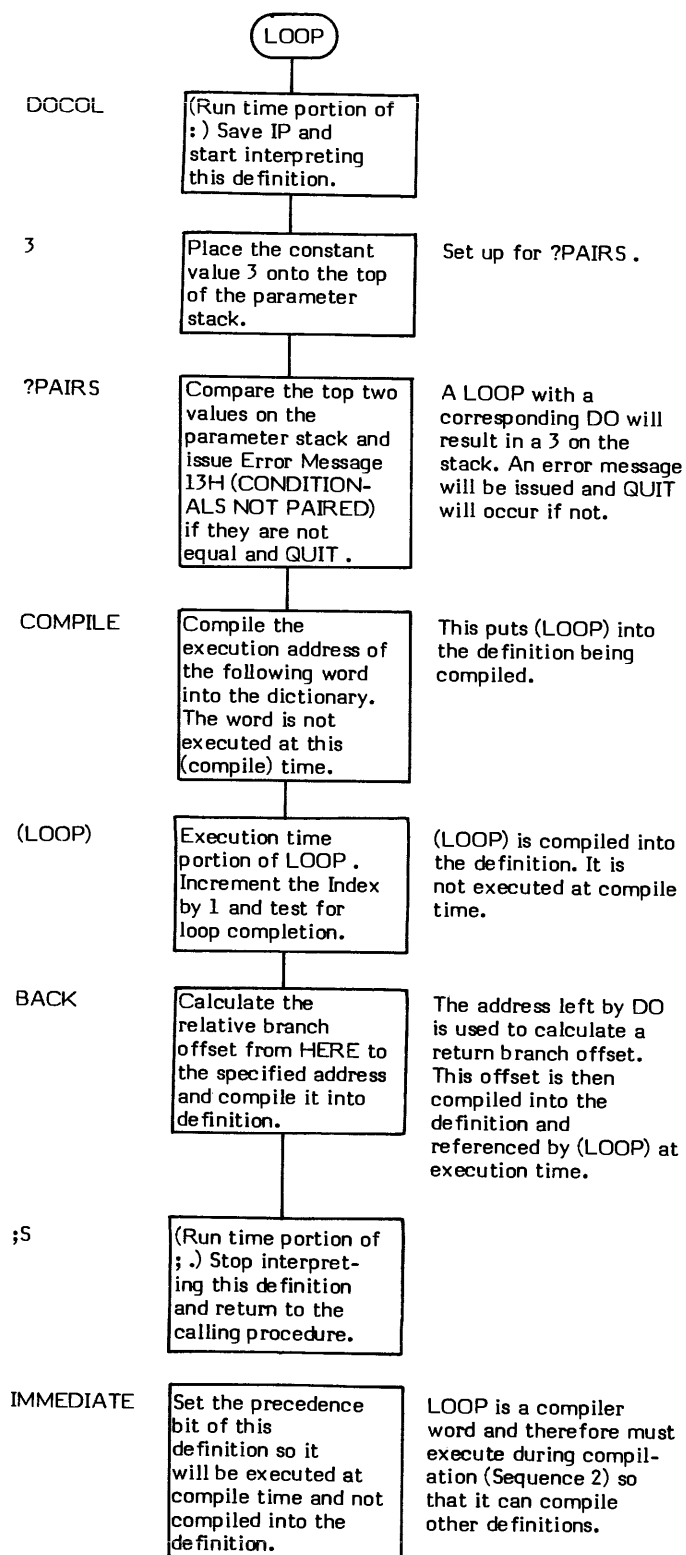 LOOP
DOCOL
(Run time portion of
: ) Save IP and
start interpreting
this definition.
3
Place the constant
value 3 onto the top
of the parameter
stack.
Set up for ?PAIRS .
?PAIRS
Compare the top two
values on the
parameter stack and
issue Error Message
13H (CONDITION-
ALS NOT PAIRED)
if they are not
equal and QUIT .
A LOOP with a
corresponding DO will
result in a 3 on the
stack. An error message
will be issued and QUIT
will occur if not.
COMPILE
Compile the
execution address of
the following word
into the dictionary.
The word is not
executed at this
(compile) time.
This puts (LOOP) into
the definition being
compiled.
(LOOP)
Execution time
portion of LOOP .
Increment the Index
by 1 and test for
loop completion.
(LOOP) is compiled into
the definition. It is
not executed at compile
time.
BACK
Calculate the
relative branch
offset from HERE to
the specified address
and compile it into
definition.
The address left by DO
is used to calculate a
return branch offset.
This offset is then
compiled into the
definition and
referenced by (LOOP) at
execution time.
;S
(Run time portion of
; .) Stop interpret-
ing this definition
and return to the
calling procedure.
IMMEDIATE
Set the precedence
bit of this
definition so it
will be executed at
compile time and not
compiled into the
definition.
LOOP is a compiler
word and therefore must
execute during compil-
ation (Sequence 2) so
that it can compile
other definitions.